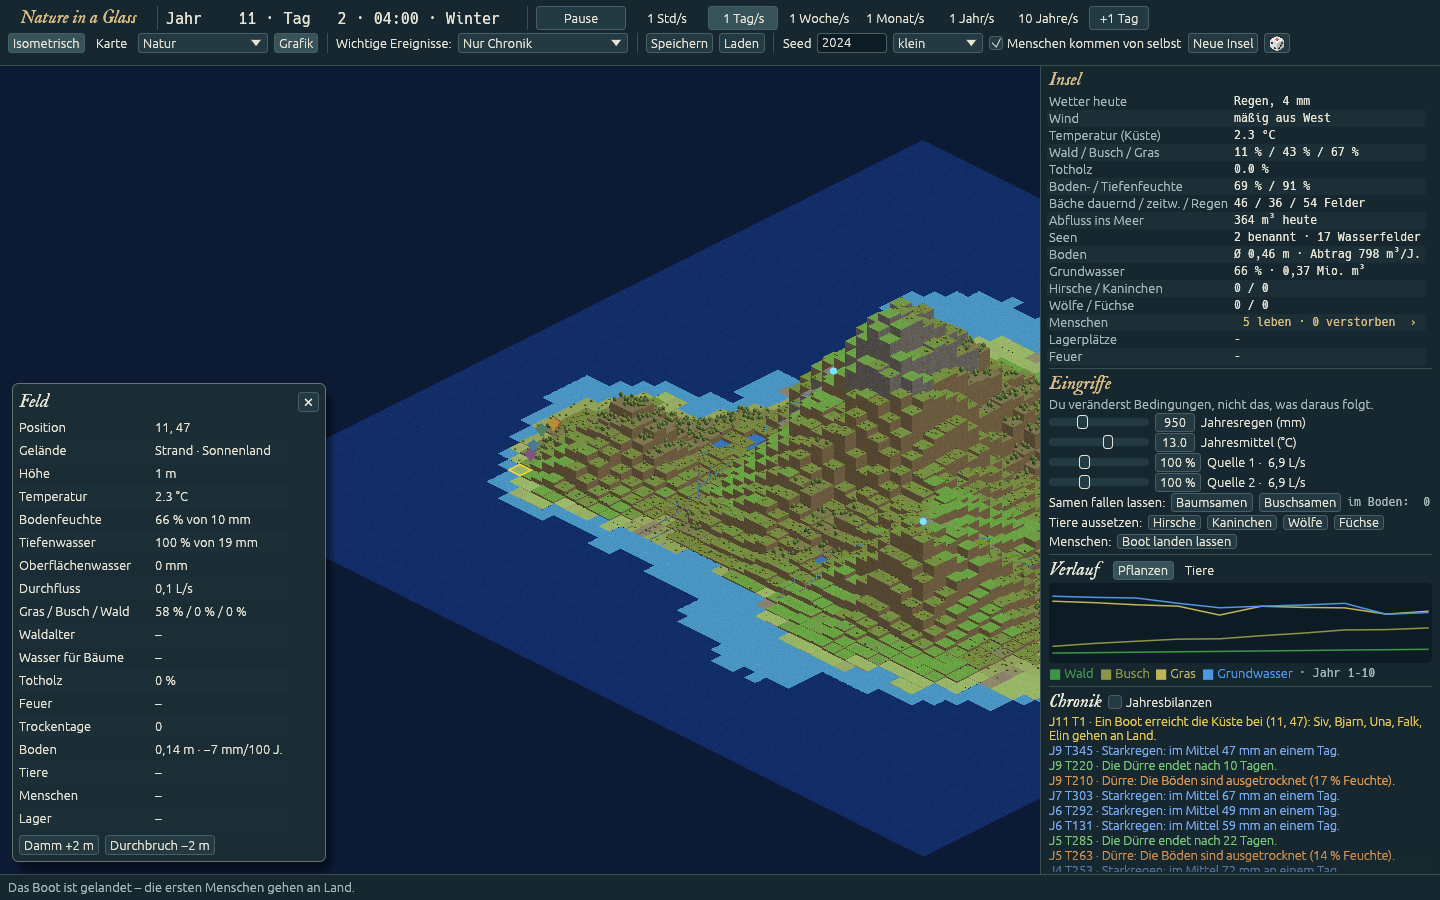 Nature in a Glass Jahr 11 · Tag 2 · 04:00 · Winter Pause 1 Std/s 1 Tag/s 1 Woche/s 1 Monat/s 1 Jahr/s 10 Jahre/s +1 Tag
Isometrisch Karte Natur Grafik Wichtige Ereignisse: Nur Chronik Speichern Laden Seed 2024 klein Menschen kommen von selbst Neue Insel
Insel
Wetter heute Regen, 4 mm
Wind mäßig aus West
Temperatur (Küste) 2.3 °C
Wald / Busch / Gras 11 % / 43 % / 67 %
Totholz 0.0 %
Boden- / Tiefenfeuchte 69 % / 91 %
Bäche dauernd / zeitw. / Regen 46 / 36 / 54 Felder
Abfluss ins Meer 364 m³ heute
Seen 2 benannt · 17 Wasserfelder
Boden Ø 0,46 m · Abtrag 798 m³/J.
Grundwasser 66 % · 0,37 Mio. m³
Hirsche / Kaninchen 0 / 0
Wölfe / Füchse 0 / 0
Menschen 5 leben · 0 verstorben ›
Lagerplätze -
Feuer -
Eingriffe
Du veränderst Bedingungen, nicht das, was daraus folgt.
950 Jahresregen (mm)
13.0 Jahresmittel (°C)
100 % Quelle 1 · 6,9 L/s
100 % Quelle 2 · 6,9 L/s
Samen fallen lassen: Baumsamen Buschsamen im Boden: 0
Tiere aussetzen: Hirsche Kaninchen Wölfe Füchse
Menschen: Boot landen lassen
Verlauf Pflanzen Tiere
Wald Busch Gras Grundwasser · Jahr 1-10
Chronik Jahresbilanzen
J11 T1 · Ein Boot erreicht die Küste bei (11, 47): Siv, Bjarn, Una, Falk,
Elin gehen an Land.
J9 T345 · Starkregen: im Mittel 47 mm an einem Tag.
J9 T220 · Die Dürre endet nach 10 Tagen.
J9 T210 · Dürre: Die Böden sind ausgetrocknet (17 % Feuchte).
J7 T303 · Starkregen: im Mittel 67 mm an einem Tag.
J6 T292 · Starkregen: im Mittel 49 mm an einem Tag.
J6 T131 · Starkregen: im Mittel 59 mm an einem Tag.
J5 T285 · Die Dürre endet nach 22 Tagen.
J5 T263 · Dürre: Die Böden sind ausgetrocknet (14 % Feuchte).
J4 T253 · Starkregen: im Mittel 72 mm an einem Tag.
Feld ×
Position 11, 47
Gelände Strand · Sonnenland
Höhe 1 m
Temperatur 2.3 °C
Bodenfeuchte 66 % von 10 mm
Tiefenwasser 100 % von 19 mm
Oberflächenwasser 0 mm
Durchfluss 0,1 L/s
Gras / Busch / Wald 58 % / 0 % / 0 %
Waldalter –
Wasser für Bäume –
Totholz 0 %
Feuer –
Trockentage 0
Boden 0,14 m · −7 mm/100 J.
Tiere –
Menschen –
Lager –
Damm +2 m Durchbruch −2 m
Das Boot ist gelandet – die ersten Menschen gehen an Land.